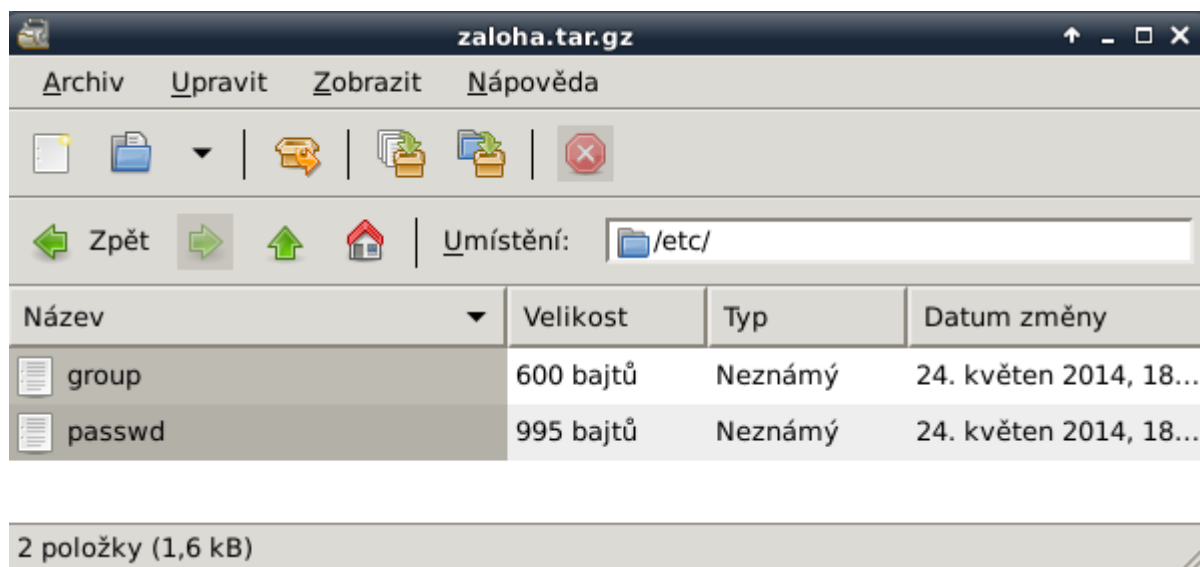 zaloha.tar.gz
Archiv Upravit Zobrazit Nápověda
Zpět Umístění: /etc/
Název Velikost Typ Datum změny
group 600 bajtů Neznámý 24. květen 2014, 18...
passwd 995 bajtů Neznámý 24. květen 2014, 18...
2 položky (1,6 kB)